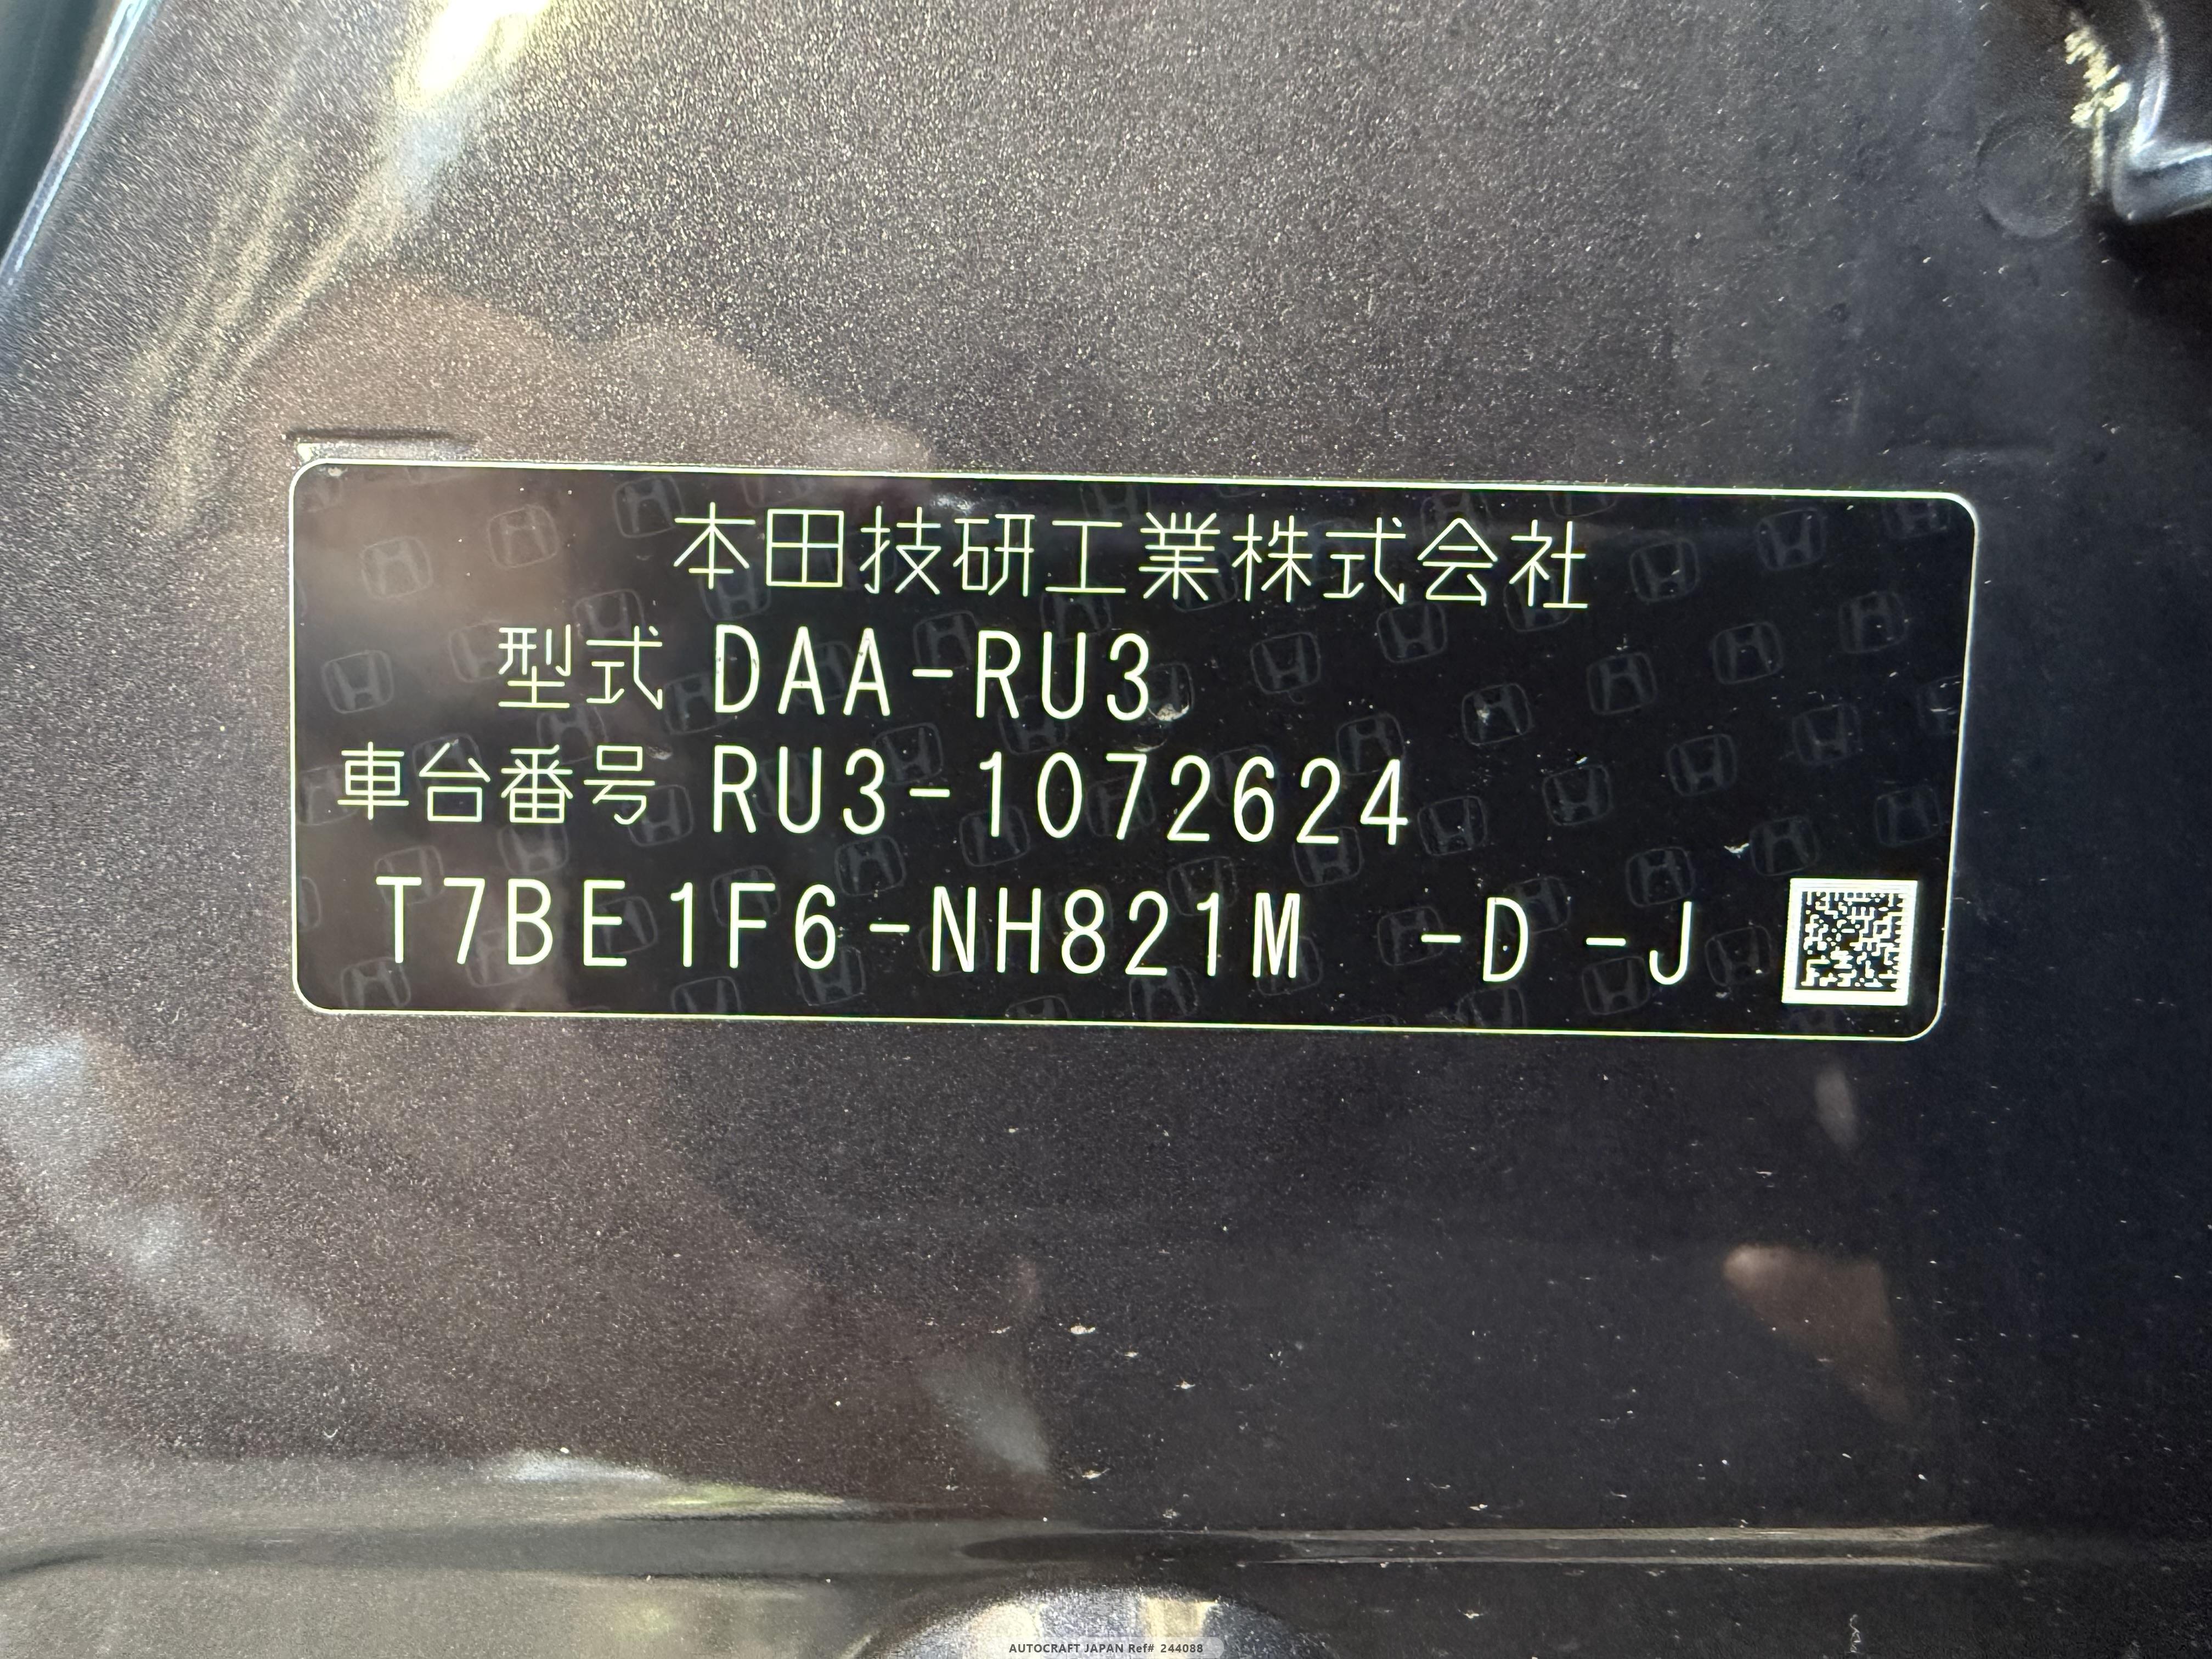 本田技研工業株式会社
型式 DAA-RU3
車台番号 RU3-1072624
T7BE1F6-NH821M -D -J
AUTOCRAFT JAPAN Ref# 244088